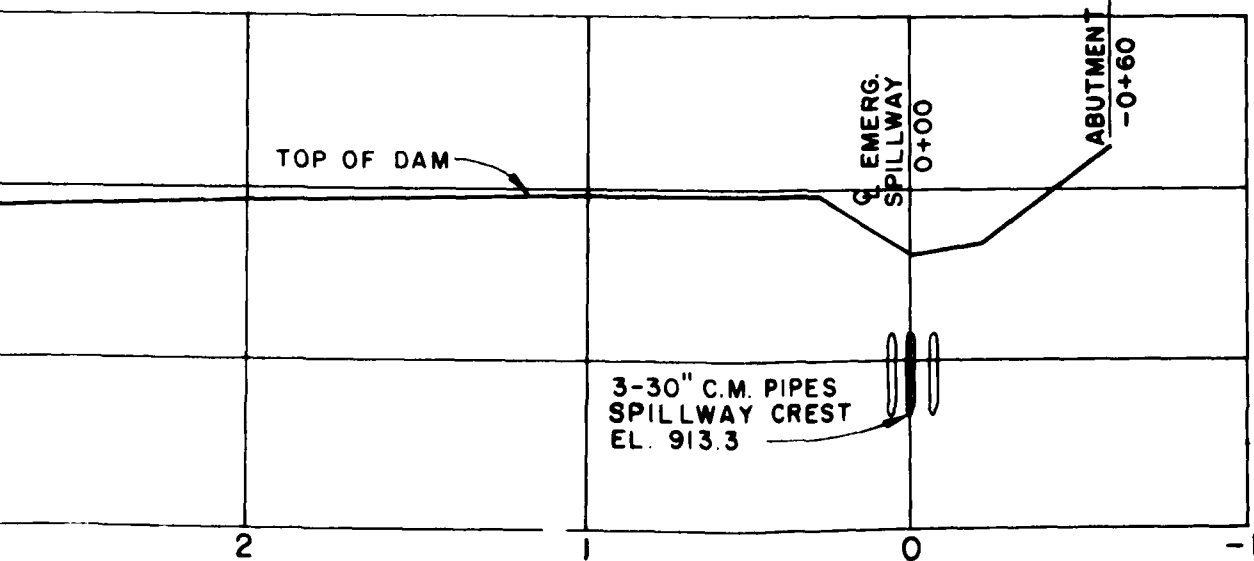 TOP OF DAM
℄ EMERG.
SPILLWAY
0+00
ABUTMENT
-0+60
3-30" C.M. PIPES
SPILLWAY CREST
EL. 913.3
2 1 0 -1